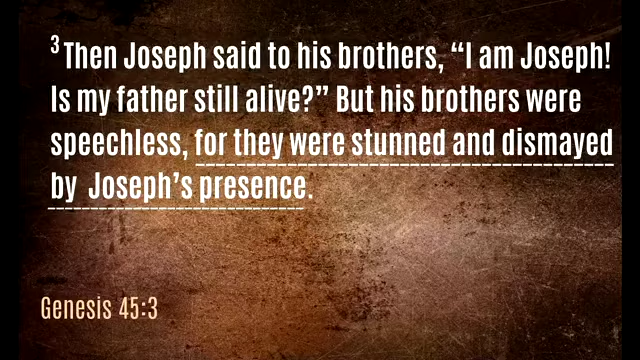 3 Then Joseph said to his brothers, “I am Joseph!
Is my father still alive?” But his brothers were
speechless, for they were stunned and dismayed
by Joseph’s presence.
Genesis 45:3